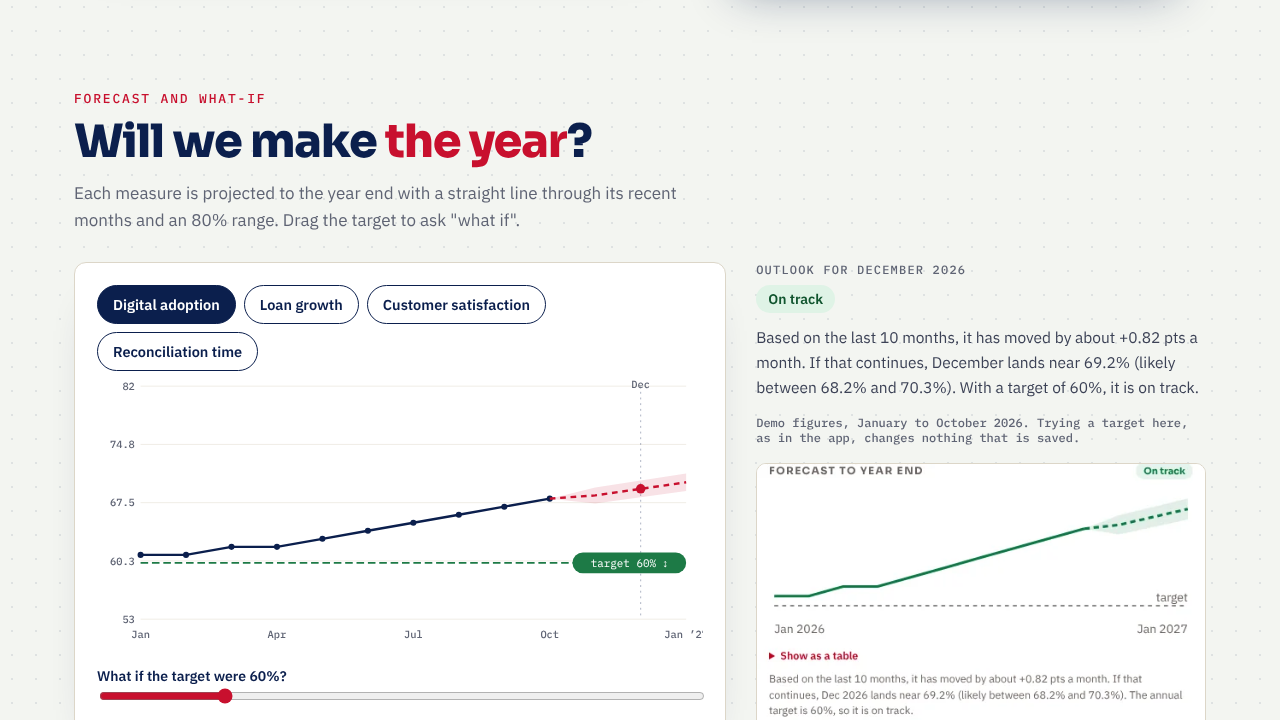 FORECAST AND WHAT-IF
Will we make the year?
Each measure is projected to the year end with a straight line through its recent
months and an 80% range. Drag the target to ask "what if".
Digital adoption
Loan growth
Customer satisfaction
Reconciliation time
82
Dec
74.8
67.5
60.3
target 60% ↕
53
Jan
Apr
Jul
Oct
Jan '2
What if the target were 60%?
OUTLOOK FOR DECEMBER 2026
On track
Based on the last 10 months, it has moved by about +0.82 pts a
month. If that continues, December lands near 69.2% (likely
between 68.2% and 70.3%). With a target of 60%, it is on track.
Demo figures, January to October 2026. Trying a target here,
as in the app, changes nothing that is saved.
FORECAST TO YEAR END
On track
target
Jan 2026
Jan 2027
Show as a table
Based on the last 10 months, it has moved by about +0.82 pts a month. If that
continues, Dec 2026 lands near 69.2% (likely between 68.2% and 70.3%). The annual
target is 60%, so it is on track.